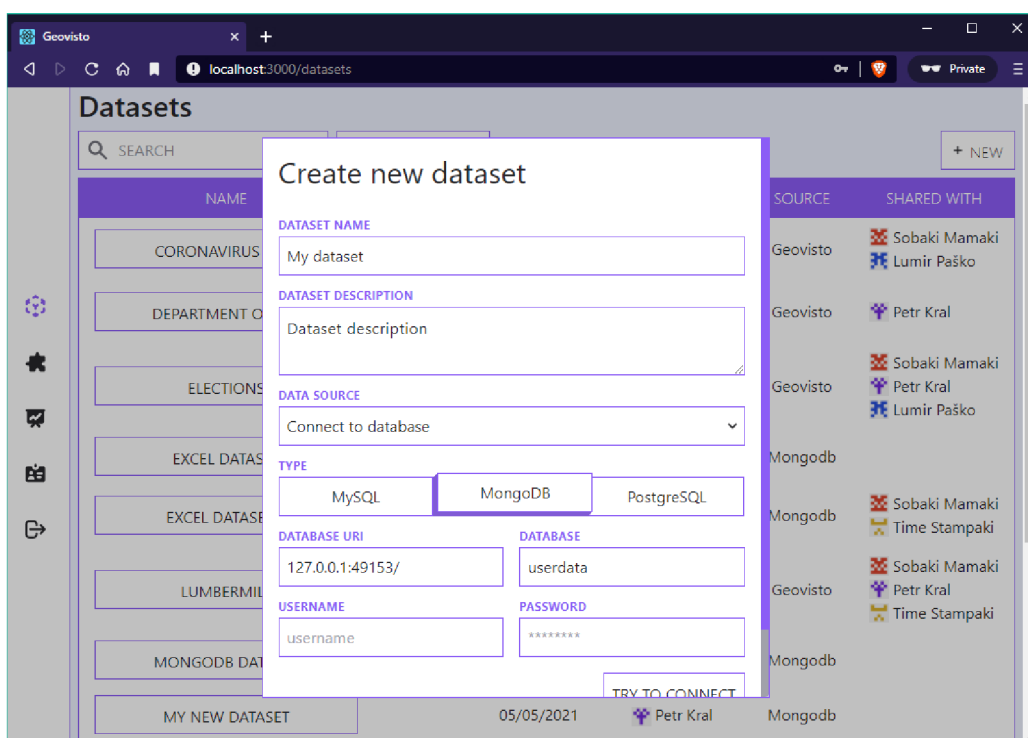 Geovisto
localhost:3000/datasets
Private
Datasets
SEARCH
+ NEW
NAME
SOURCE
SHARED WITH
Create new dataset
DATASET NAME
My dataset
DATASET DESCRIPTION
Dataset description
DATA SOURCE
Connect to database
TYPE
MySQL
MongoDB
PostgreSQL
DATABASE URI
DATABASE
127.0.0.1:49153/
userdata
USERNAME
PASSWORD
username
********
TRY TO CONNECT
CORONAVIRUS
Geovisto
Sobaki Mamaki
Lumir Paško
DEPARTMENT O
Geovisto
Petr Kral
ELECTIONS
Geovisto
Sobaki Mamaki
Petr Kral
Lumir Paško
EXCEL DATAS
Mongodb
EXCEL DATASE
Mongodb
Sobaki Mamaki
Time Stampaki
LUMBERMIL
Geovisto
Sobaki Mamaki
Petr Kral
Time Stampaki
MONGODB DAT
Mongodb
MY NEW DATASET
05/05/2021
Petr Kral
Mongodb